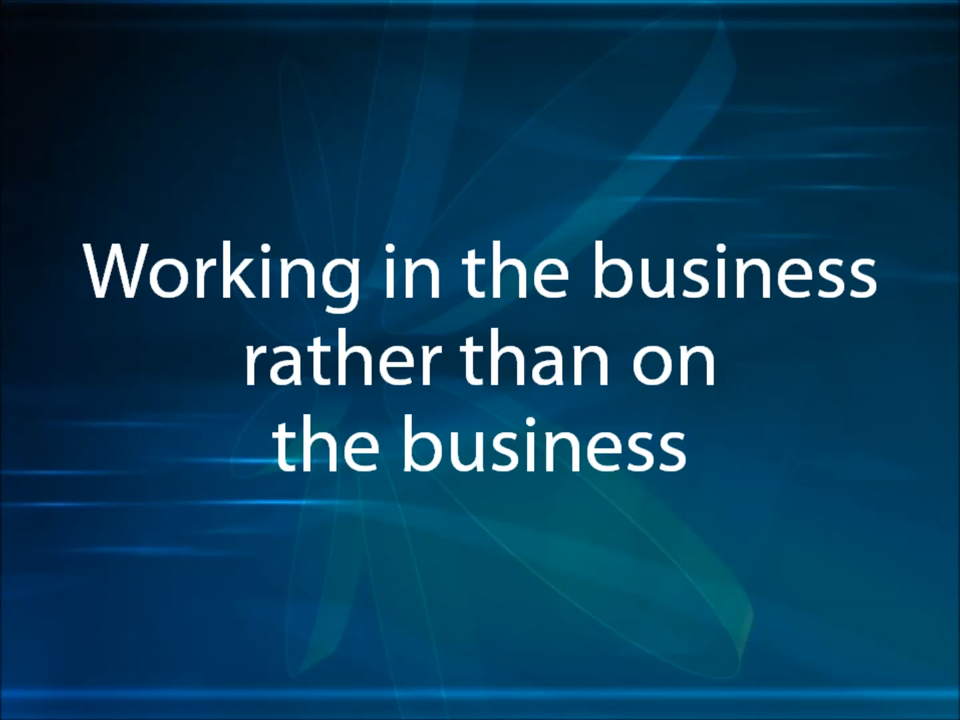 Working in the business
rather than on
the business